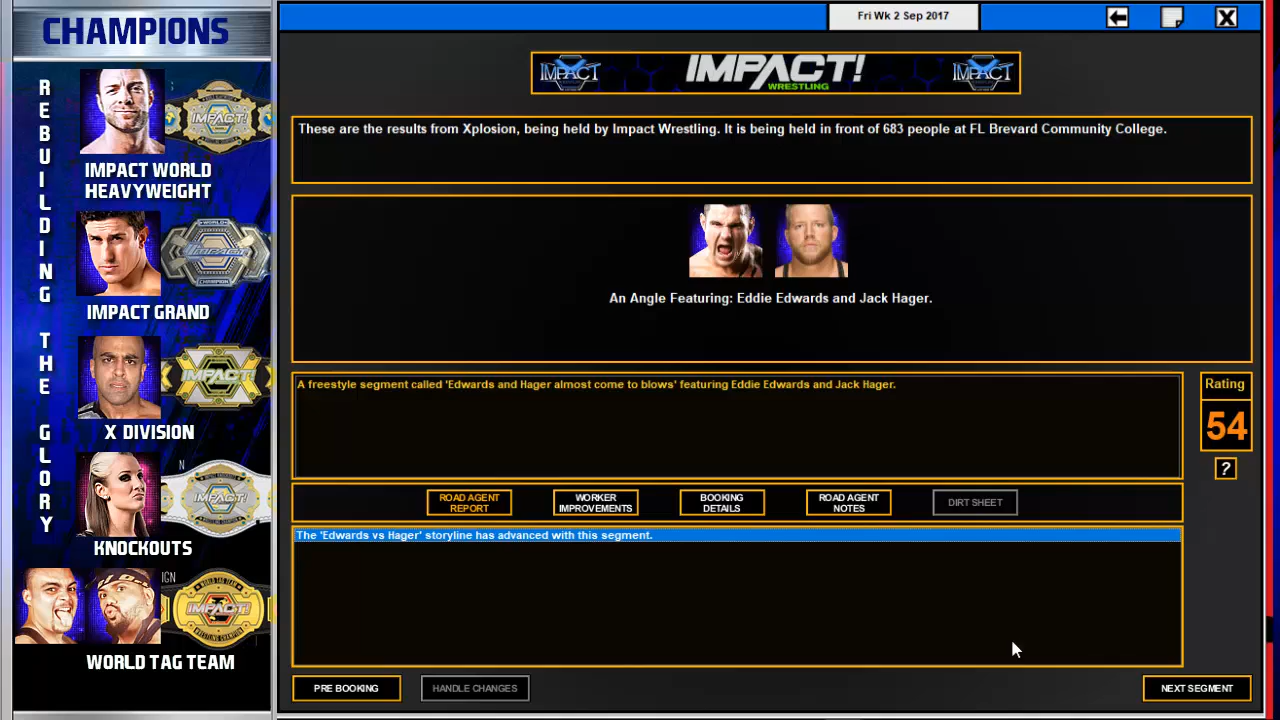 CHAMPIONS
REBUILDING THE GLORY
IMPACT WORLD
HEAVYWEIGHT
IMPACT GRAND
X DIVISION
KNOCKOUTS
WORLD TAG TEAM
Fri Wk 2 Sep 2017
IMPACT
IMPACT!
WRESTLING
IMPACT
These are the results from Xplosion, being held by Impact Wrestling. It is being held in front of 683 people at FL Brevard Community College.
An Angle Featuring: Eddie Edwards and Jack Hager.
A freestyle segment called 'Edwards and Hager almost come to blows' featuring Eddie Edwards and Jack Hager.
Rating
54
?
ROAD AGENT
REPORT
WORKER
IMPROVEMENTS
BOOKING
DETAILS
ROAD AGENT
NOTES
DIRT SHEET
The 'Edwards vs Hager' storyline has advanced with this segment.
PRE BOOKING
HANDLE CHANGES
NEXT SEGMENT